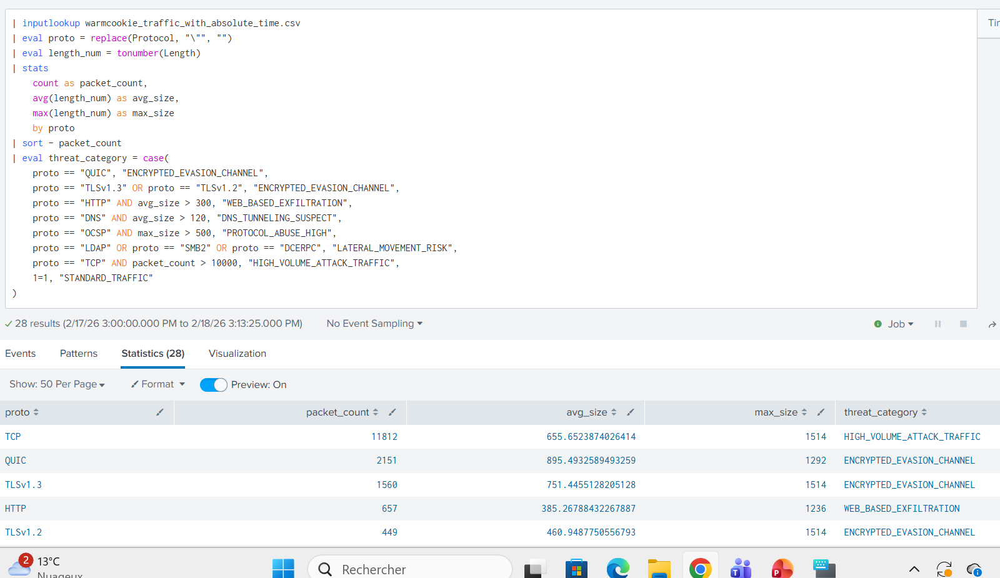 | inputlookup warmcookie_traffic_with_absolute_time.csv
| eval proto = replace(Protocol, "\"", "")
| eval length_num = tonumber(Length)
| stats
count as packet_count,
avg(length_num) as avg_size,
max(length_num) as max_size
by proto
| sort - packet_count
| eval threat_category = case(
proto == "QUIC", "ENCRYPTED_EVASION_CHANNEL",
proto == "TLSv1.3" OR proto == "TLSv1.2", "ENCRYPTED_EVASION_CHANNEL",
proto == "HTTP" AND avg_size > 300, "WEB_BASED_EXFILTRATION",
proto == "DNS" AND avg_size > 120, "DNS_TUNNELING_SUSPECT",
proto == "OCSP" AND max_size > 500, "PROTOCOL_ABUSE_HIGH",
proto == "LDAP" OR proto == "SMB2" OR proto == "DCERPC", "LATERAL_MOVEMENT_RISK",
proto == "TCP" AND packet_count > 10000, "HIGH_VOLUME_ATTACK_TRAFFIC",
1=1, "STANDARD_TRAFFIC"
)
28 results (2/17/26 3:00:00.000 PM to 2/18/26 3:13:25.000 PM) No Event Sampling Job
Events Patterns Statistics (28) Visualization
Show: 50 Per Page Format Preview: On
proto packet_count avg_size max_size threat_category
TCP 11812 655.6523874026414 1514 HIGH_VOLUME_ATTACK_TRAFFIC
QUIC 2151 895.4932589493259 1292 ENCRYPTED_EVASION_CHANNEL
TLSv1.3 1560 751.4455128205128 1514 ENCRYPTED_EVASION_CHANNEL
HTTP 657 385.26788432267887 1236 WEB_BASED_EXFILTRATION
TLSv1.2 449 460.9487750556793 1514 ENCRYPTED_EVASION_CHANNEL
2 13°C
Nuageux
Rechercher